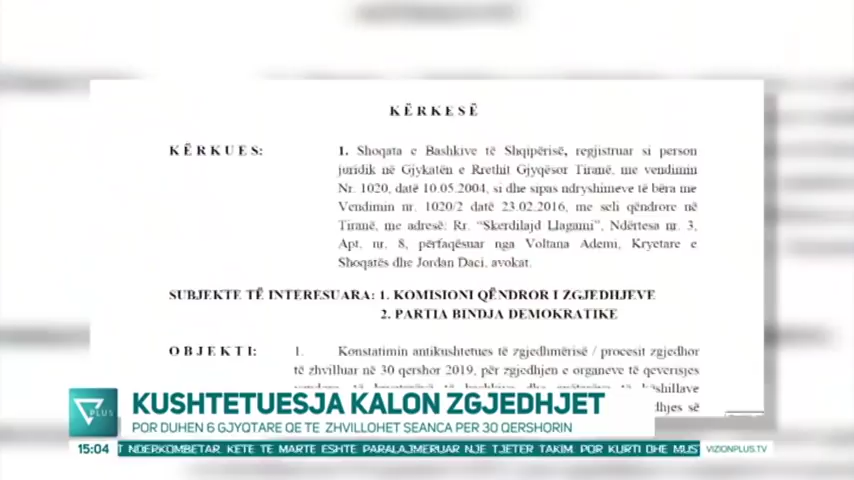 KËRKESË
KËRKUES:
1. Shoqata e Bashkive të Shqipërisë, regjistruar si person
juridik në Gjykatën e Rrethit Gjyqësor Tiranë, me vendimin
Nr. 1020, datë 10.05.2004, si dhe sipas ndryshimeve të bëra me
Vendimin nr. 1020/2 datë 23.02.2016, me seli qëndrore në
Tiranë, me adresë: Rr. “Skerdilajd Llagami”, Ndërtesa nr. 3,
Apt. nr. 8, përfaqësuar nga Voltana Ademi, Kryetare e
Shoqatës dhe Jordan Daci, avokat.
SUBJEKTE TË INTERESUARA: 1. KOMISIONI QËNDROR I ZGJEDHJEVE
2. PARTIA BINDJA DEMOKRATIKE
OBJEKTI: 1. Konstatimin antikushtetues të zgjedhmërisë / procesit zgjedhor
të zhvilluar në 30 qershor 2019, për zgjedhjen e organeve të qeverisjes
PLUS
KUSHTETUESJA KALON ZGJEDHJET
POR DUHEN 6 GJYQTARE QE TE ZHVILLOHET SEANCA PER 30 QERSHORIN
15:04
T NDERKOMBETAR. KETE TE MARTE ESHTE PARALAJMERUAR NJE TJETER TAKIM, POR KURTI DHE MUST
VIZIONPLUS.TV